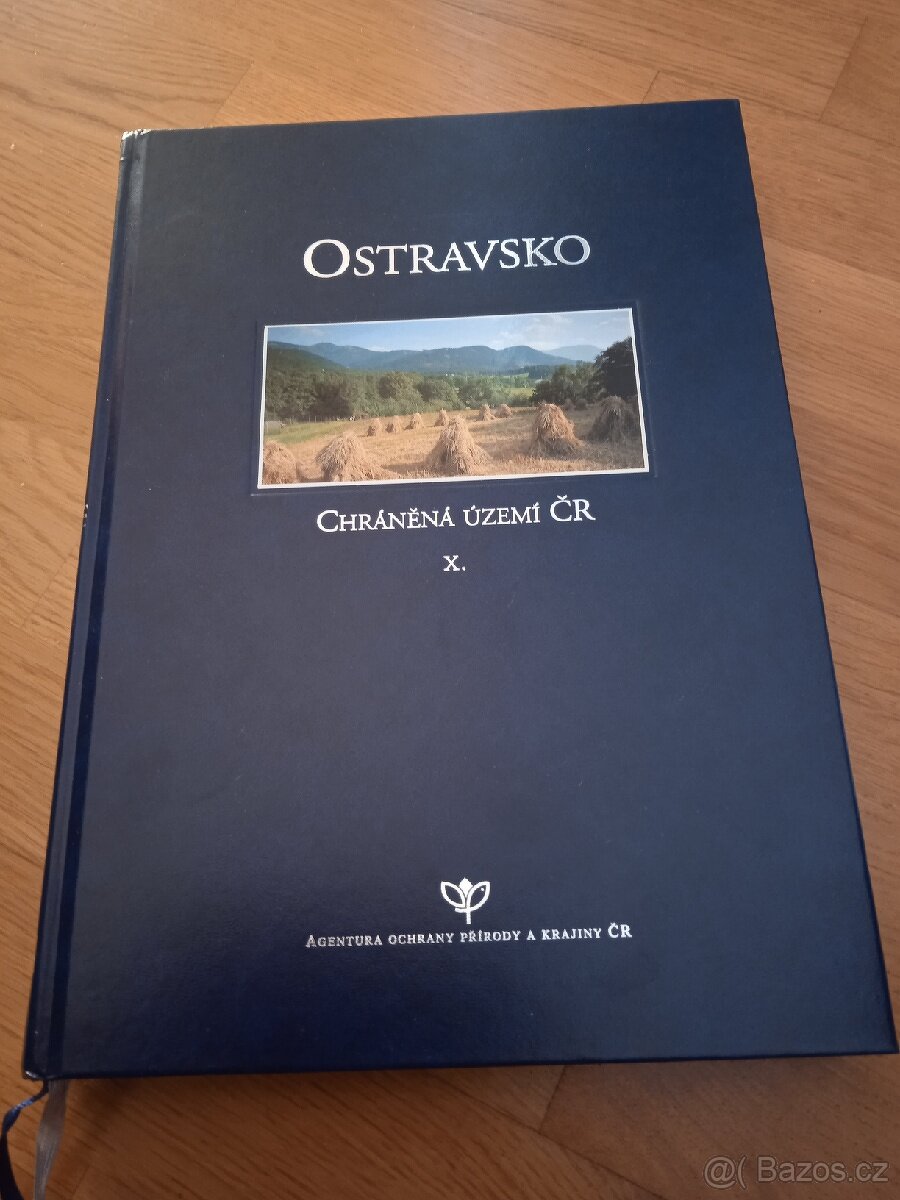 Ostravsko
Chráněná území ČR
X.
Agentura ochrany přírody a krajiny ČR
@( Bazos.cz